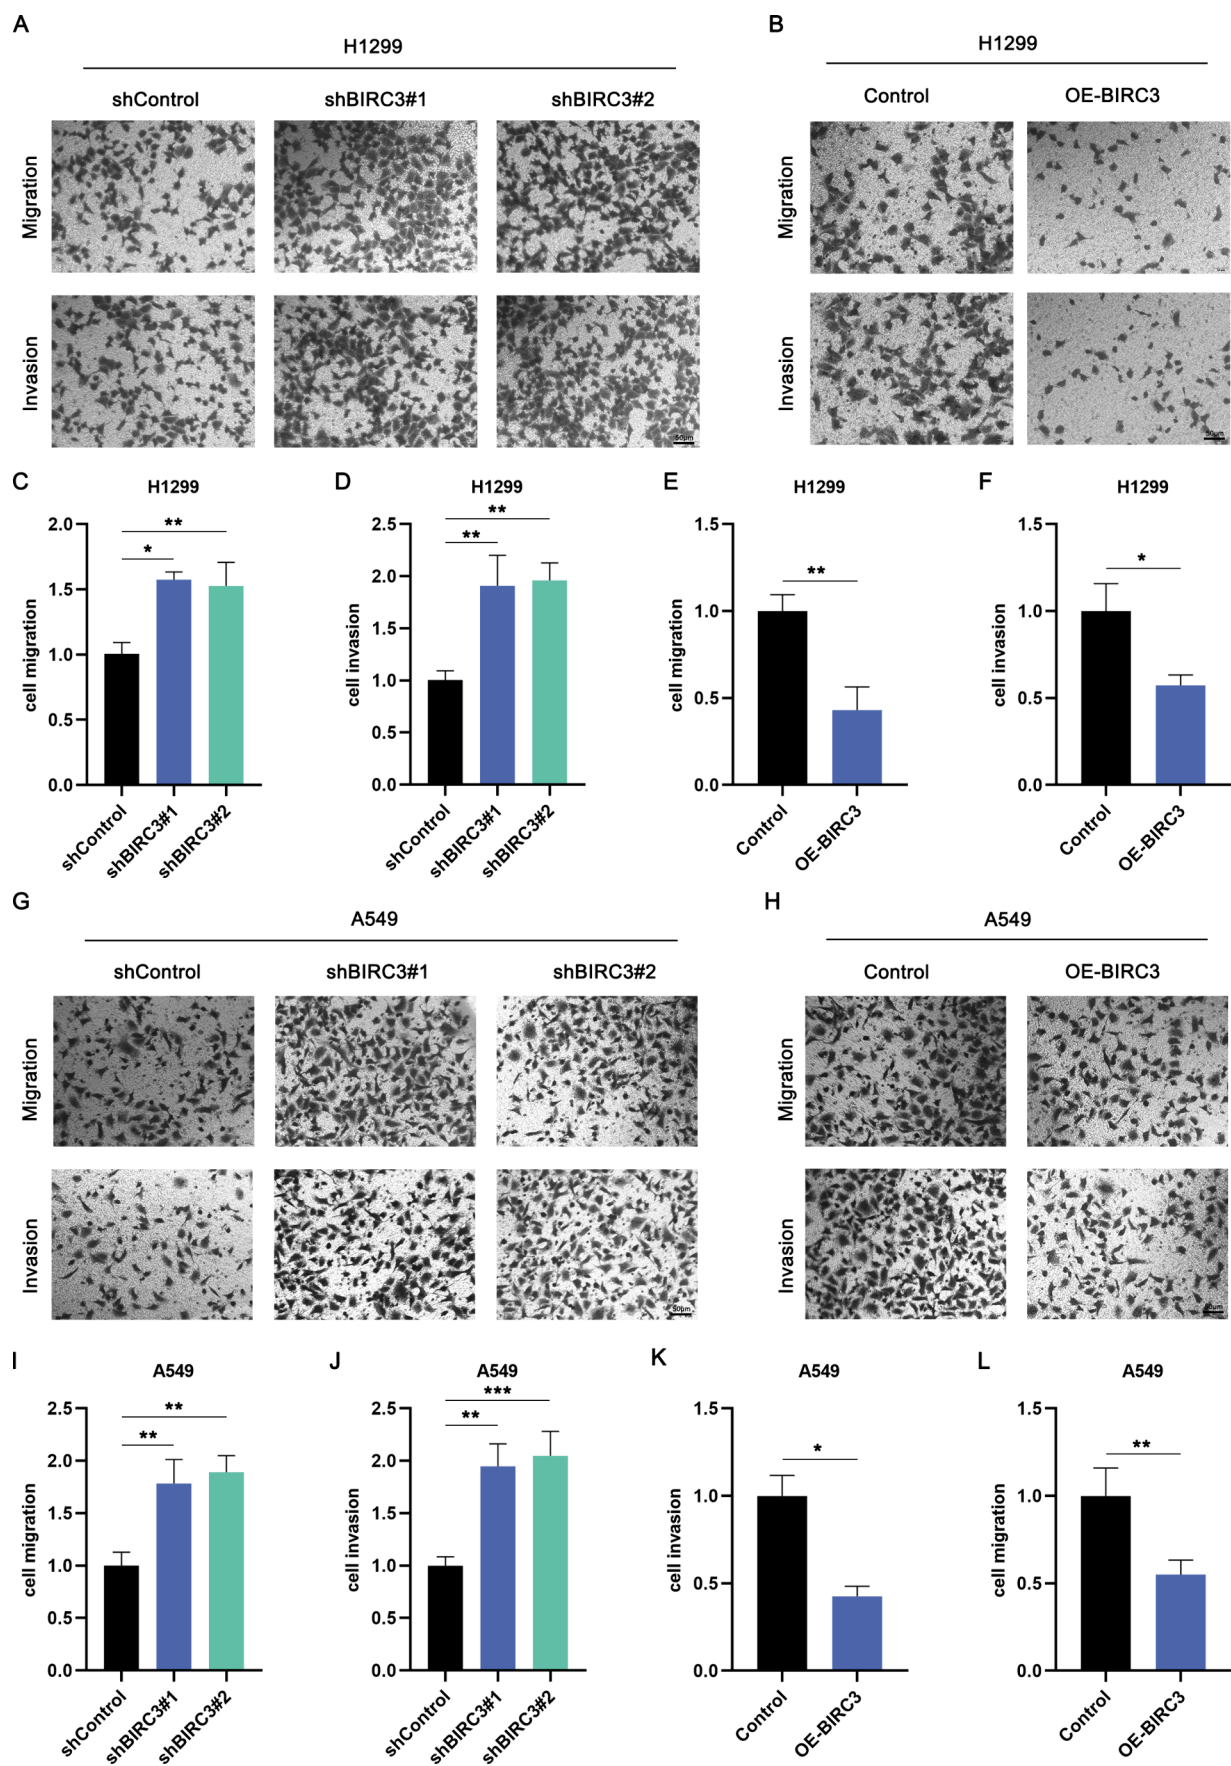 A
H1299
shControl
shBIRC3#1
shBIRC3#2
Migration
Invasion
50μm
B
H1299
Control
OE-BIRC3
Migration
Invasion
50μm
C
H1299
**
*
2.0
1.5
1.0
0.5
0.0
cell migration
shControl
shBIRC3#1
shBIRC3#2
D
H1299
**
**
2.5
2.0
1.5
1.0
0.5
0.0
cell invasion
shControl
shBIRC3#1
shBIRC3#2
E
H1299
**
1.5
1.0
0.5
0.0
cell migration
Control
OE-BIRC3
F
H1299
*
1.5
1.0
0.5
0.0
cell invasion
Control
OE-BIRC3
G
A549
shControl
shBIRC3#1
shBIRC3#2
Migration
Invasion
50μm
H
A549
Control
OE-BIRC3
Migration
Invasion
50μm
I
A549
**
**
2.5
2.0
1.5
1.0
0.5
0.0
cell migration
shControl
shBIRC3#1
shBIRC3#2
J
A549
***
**
2.5
2.0
1.5
1.0
0.5
0.0
cell invasion
shControl
shBIRC3#1
shBIRC3#2
K
A549
*
1.5
1.0
0.5
0.0
cell invasion
Control
OE-BIRC3
L
A549
**
1.5
1.0
0.5
0.0
cell migration
Control
OE-BIRC3